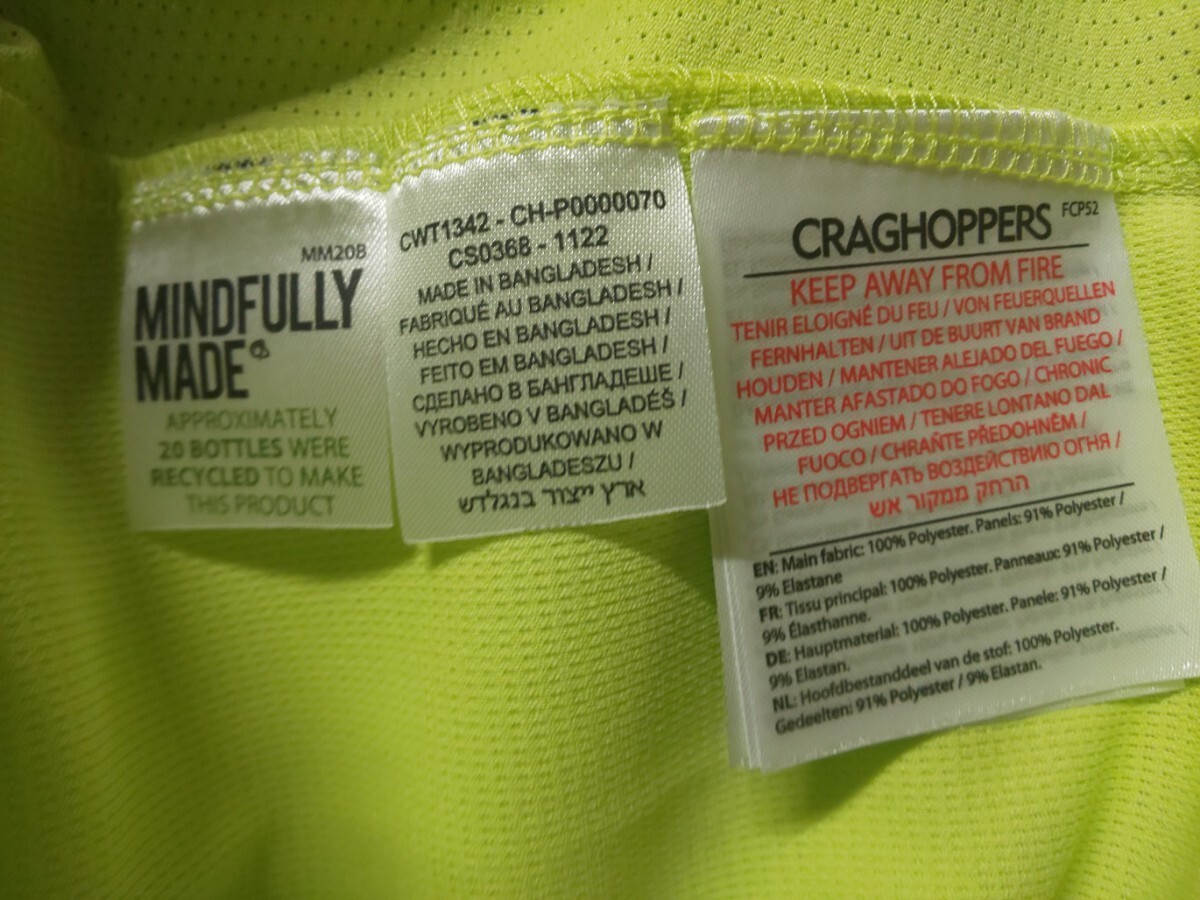 MM20B
MINDFULLY
MADE
APPROXIMATELY
20 BOTTLES WERE
RECYCLED TO MAKE
THIS PRODUCT
CWT1342 - CH-P0000070
CS0368 - 1122
MADE IN BANGLADESH /
FABRIQUÉ AU BANGLADESH /
HECHO EN BANGLADESH /
FEITO EM BANGLADESH /
СДЕЛАНО В БАНГЛАДЕШЕ /
VYROBENO V BANGLADÉŠ /
WYPRODUKOWANO W
BANGLADESZU /
ארץ ייצור בנגלדש
CRAGHOPPERS FCP52
KEEP AWAY FROM FIRE
TENIR ELOIGNÉ DU FEU / VON FEUERQUELLEN
FERNHALTEN / UIT DE BUURT VAN BRAND
HOUDEN / MANTENER ALEJADO DEL FUEGO /
MANTER AFASTADO DO FOGO / CHRONIC
PRZED OGNIEM / TENERE LONTANO DAL
FUOCO / CHRAŇTE PŘEDOHNĚM /
НЕ ПОДВЕРГАТЬ ВОЗДЕЙСТВИЮ ОГНЯ /
הרחק ממקור אש
EN: Main fabric: 100% Polyester. Panels: 91% Polyester /
9% Elastane
FR: Tissu principal: 100% Polyester. Panneaux: 91% Polyester /
9% Élasthanne.
DE: Hauptmaterial: 100% Polyester. Panele: 91% Polyester /
9% Elastan.
NL: Hoofdbestanddeel van de stof: 100% Polyester.
Gedeelten: 91% Polyester / 9% Elastan.